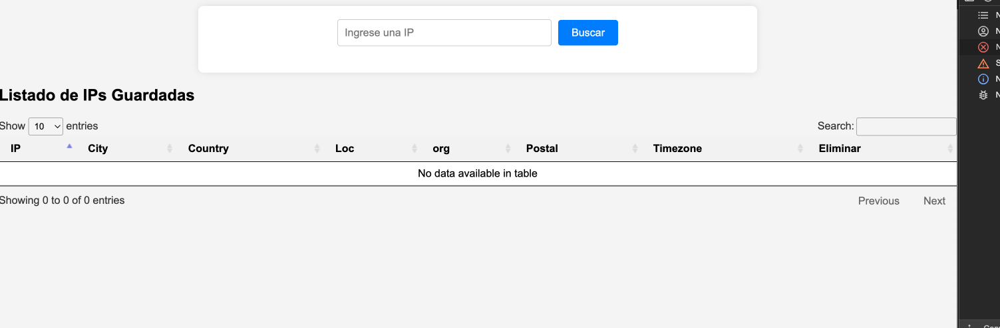 Ingrese una IP Buscar
Listado de IPs Guardadas
Show 10 entries Search:
IP City Country Loc org Postal Timezone Eliminar
No data available in table
Showing 0 to 0 of 0 entries Previous Next